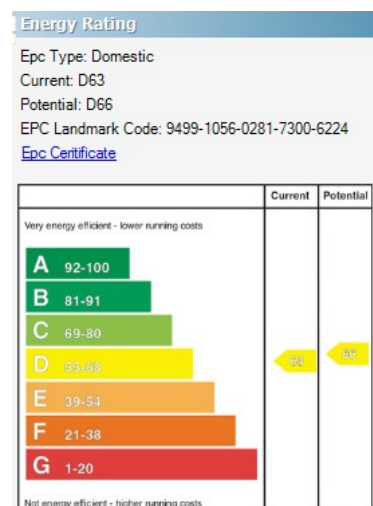 Energy Rating
Epc Type: Domestic
Current: D63
Potential: D66
EPC Landmark Code: 9499-1056-0281-7300-6224
Epc Ceritificate
Current Potential
Very energy efficient - lower running costs
A 92-100
B 81-91
C 69-80
D 55-68 63 66
E 39-54
F 21-38
G 1-20
Not energy efficient - higher running costs